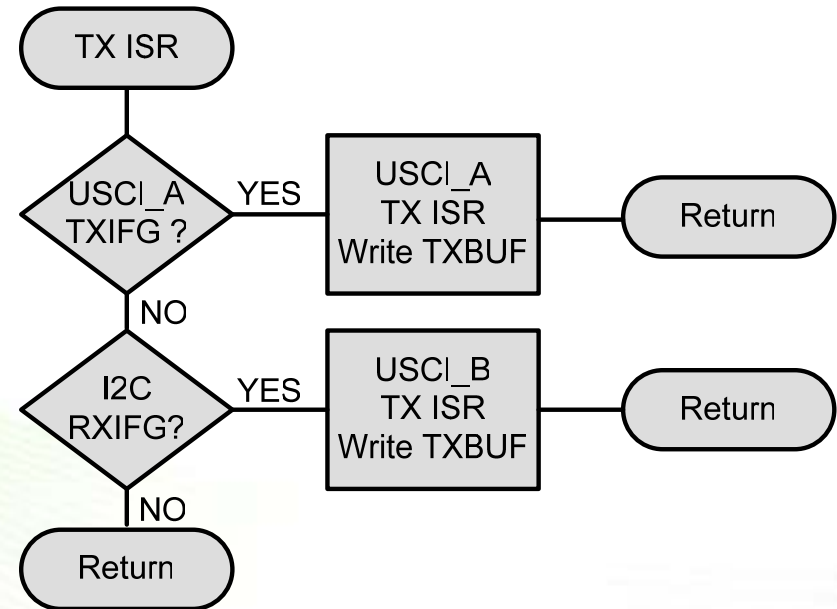 TX ISR
USCI_A
TXIFG ?
YES
USCI_A
TX ISR
Write TXBUF
Return
NO
I2C
RXIFG?
YES
USCI_B
TX ISR
Write TXBUF
Return
NO
Return